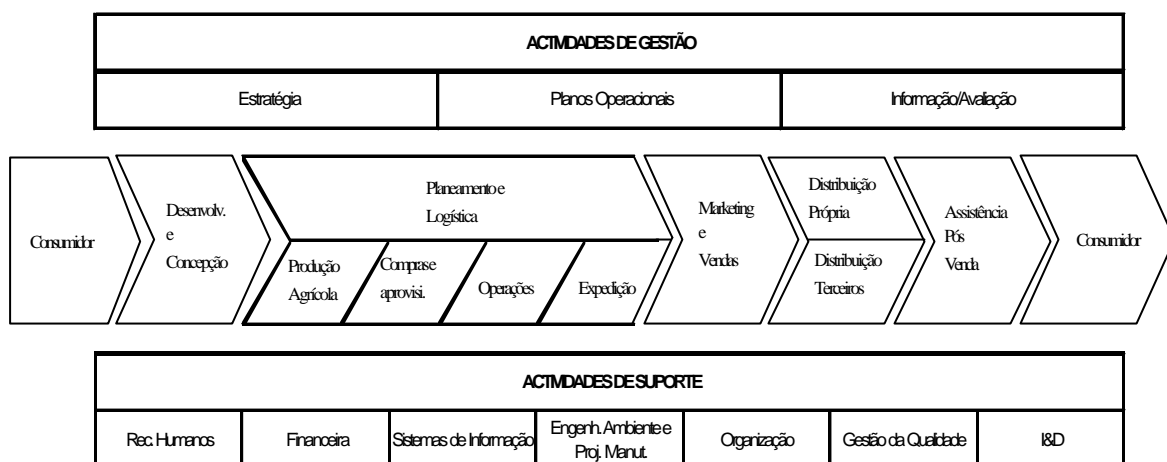 ACTIVIDADES DE GESTÃO
Estratégia
Planos Operacionais
Informação/Avaliação
Consumidor
Desenvolv.
e
Concepção
Planeamento e
Logística
Produção
Agrícola
Compras e
aprovisi.
Operações
Expedição
Marketing
e
Vendas
Distribuição
Própria
Distribuição
Terceiros
Assistência
Pós
Venda
Consumidor
ACTIVIDADES DE SUPORTE
Rec. Humanos
Financeira
Sistemas de Informação
Engenh. Ambiente e
Proj. Manut.
Organização
Gestão da Qualidade
I&D